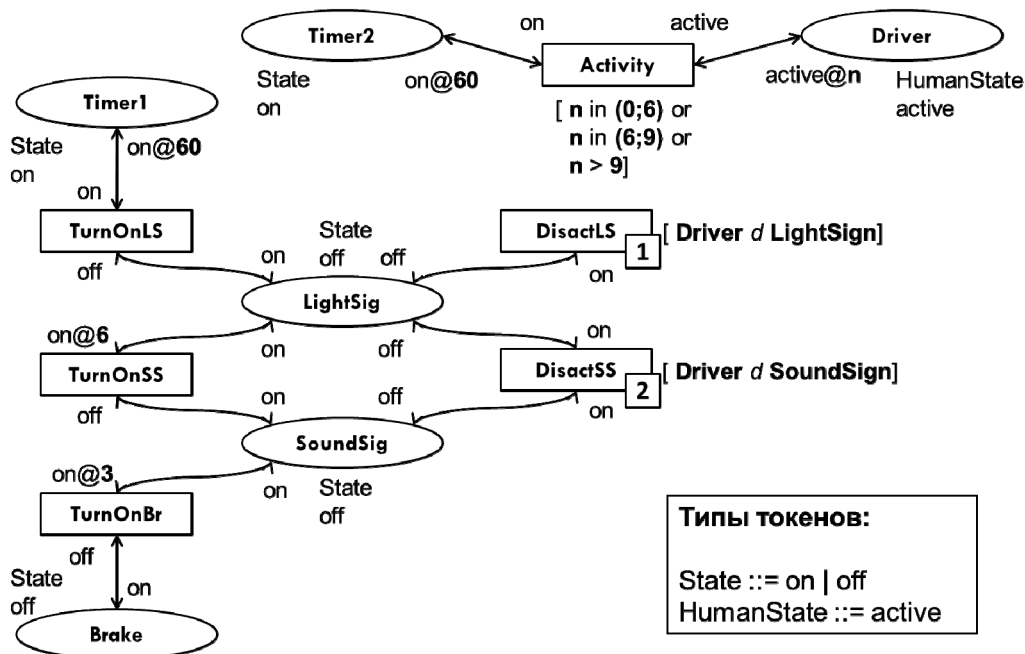 on
active
Timer2
Driver
State
on
on@60
Activity
active@n
HumanState
active
[ n in (0;6) or
n in (6;9) or
n > 9]
Timer1
State
on
on@60
on
TurnOnLS
off
on
State
off
off
DisactLS
1
[ Driver d LightSign]
on
LightSig
on@6
on
off
on
TurnOnSS
DisactSS
2
[ Driver d SoundSign]
off
on
off
on
SoundSig
on@3
on
State
off
TurnOnBr
off
State
off
on
Brake
Типы токенов:
State ::= on | off
HumanState ::= active